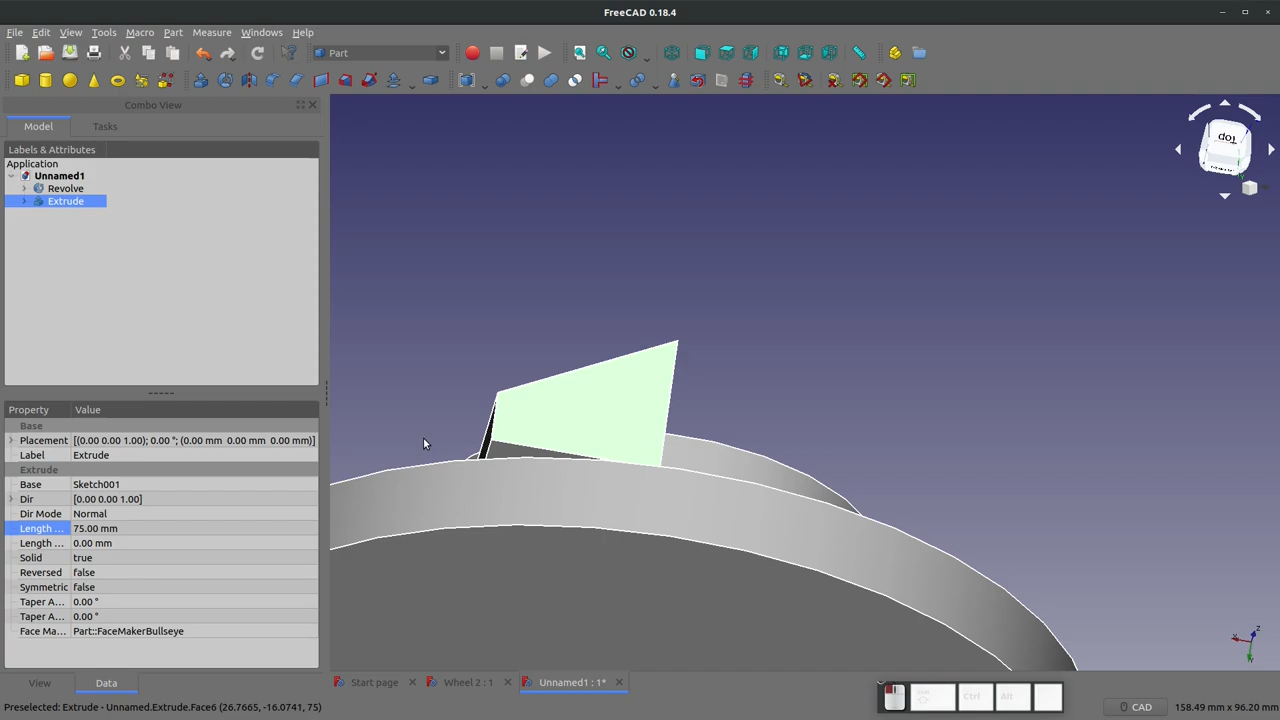 FreeCAD 0.18.4
File Edit View Tools Macro Part Measure Windows Help
Part
Combo View
Model Tasks
Labels & Attributes
Application
Unnamed1
Revolve
Extrude
Property Value
Base
Placement [(0.00 0.00 1.00); 0.00 °; (0.00 mm 0.00 mm 0.00 mm)]
Label Extrude
Extrude
Base Sketch001
Dir [0.00 0.00 1.00]
Dir Mode Normal
Length ... 75.00 mm
Length ... 0.00 mm
Solid true
Reversed false
Symmetric false
Taper A... 0.00 °
Taper A... 0.00 °
Face Ma... Part::FaceMakerBullseye
View Data
Start page Wheel 2 : 1 Unnamed1 : 1*
Top
Ctrl Alt
Preselected: Extrude - Unnamed.Extrude.Face6 (26.7665, -16.0741, 75)
CAD 158.49 mm x 96.20 mm